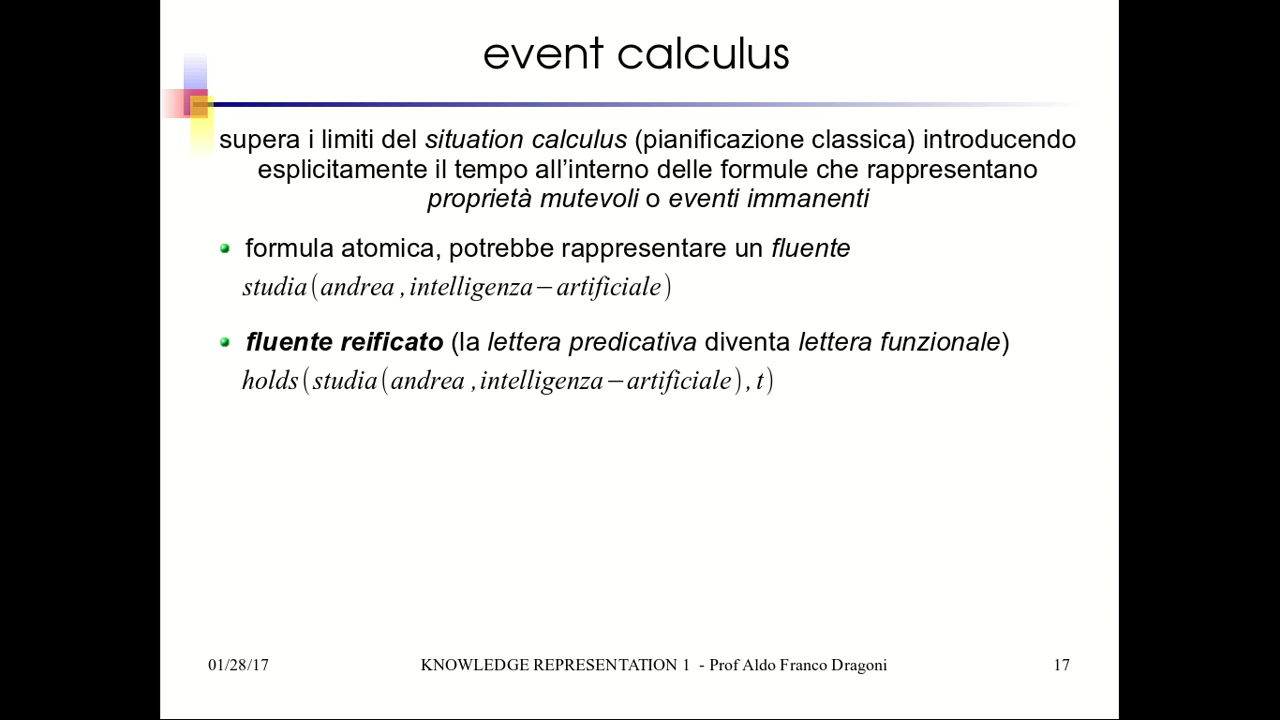 event calculus
supera i limiti del situation calculus (pianificazione classica) introducendo
esplicitamente il tempo all’interno delle formule che rappresentano
proprietà mutevoli o eventi immanenti
formula atomica, potrebbe rappresentare un fluente
studia(andrea ,intelligenza−artificiale)
fluente reificato (la lettera predicativa diventa lettera funzionale)
holds(studia(andrea ,intelligenza−artificiale),t)
01/28/17 KNOWLEDGE REPRESENTATION 1 - Prof Aldo Franco Dragoni 17